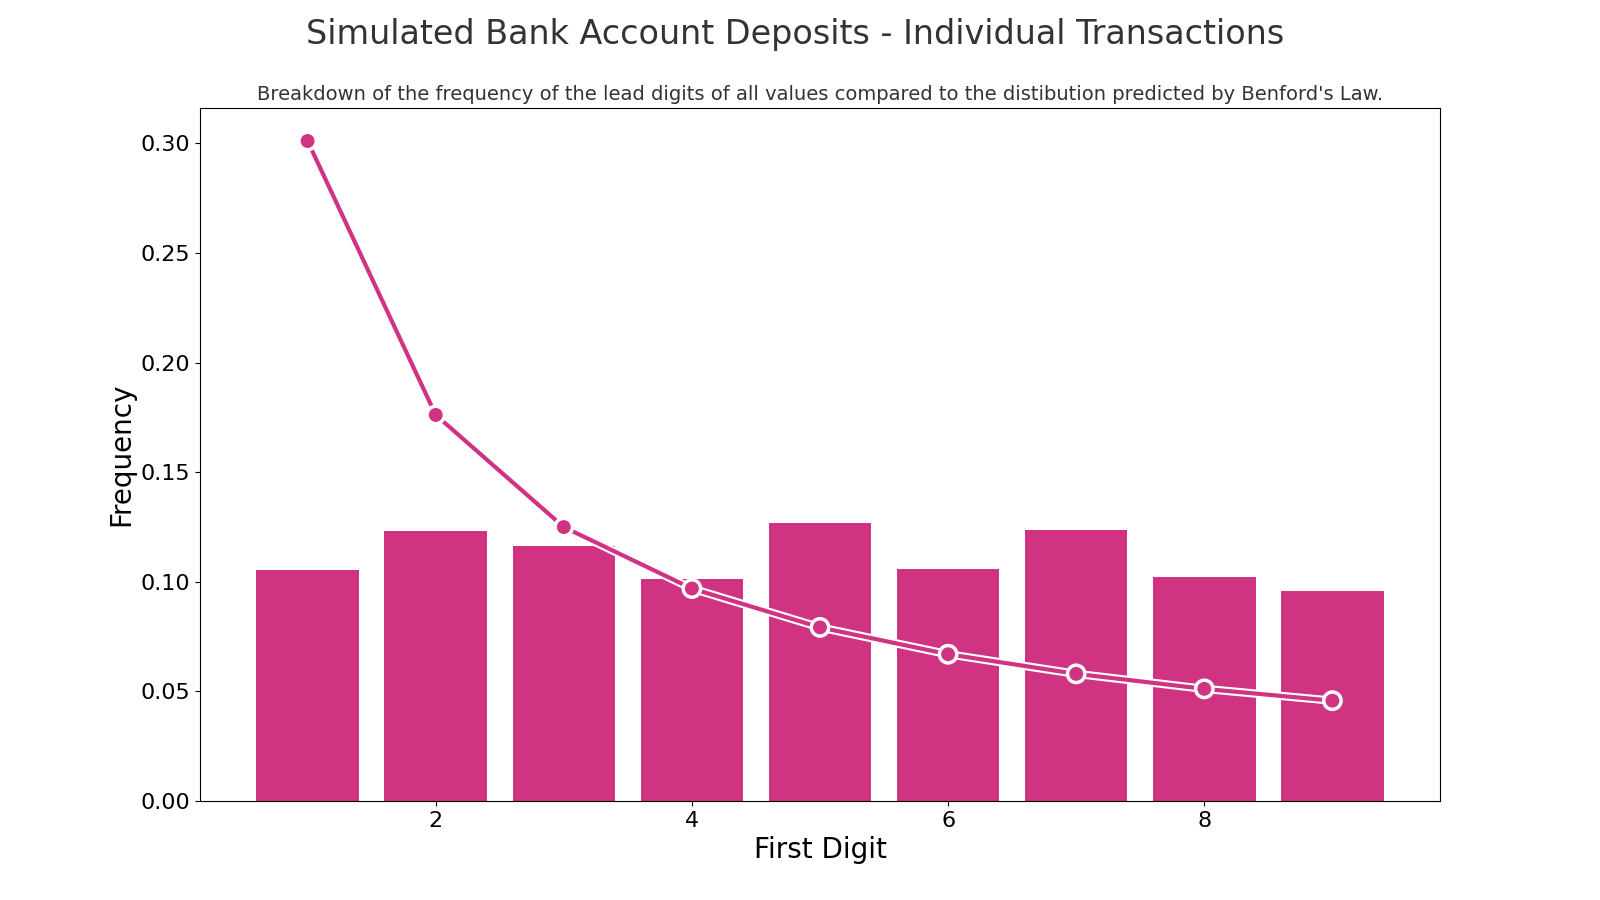 Simulated Bank Account Deposits - Individual Transactions
Breakdown of the frequency of the lead digits of all values compared to the distibution predicted by Benford's Law.
0.30
0.25
0.20
0.15
0.10
0.05
0.00
Frequency
2 4 6 8
First Digit